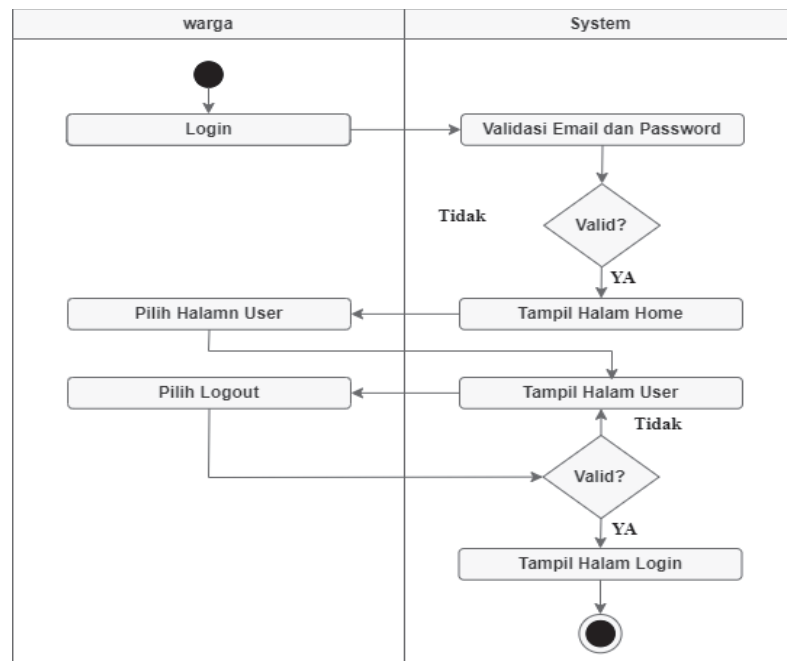 warga
System
Login
Validasi Email dan Password
Tidak
Valid?
YA
Pilih Halamn User
Tampil Halam Home
Pilih Logout
Tampil Halam User
Tidak
Valid?
YA
Tampil Halam Login